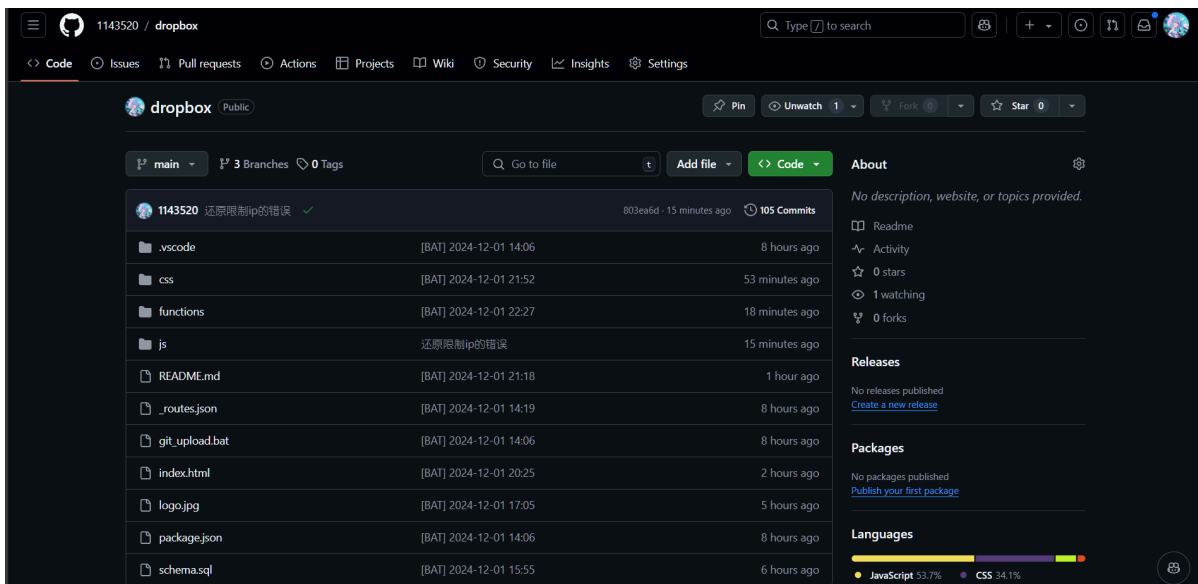 1143520 / dropbox
Type / to search
Code Issues Pull requests Actions Projects Wiki Security Insights Settings
dropbox Public
Pin Unwatch 1 Fork 0 Star 0
main 3 Branches 0 Tags Go to file t Add file Code
1143520 还原限制ip的错误 803ea6d · 15 minutes ago 105 Commits
.vscode [BAT] 2024-12-01 14:06 8 hours ago
css [BAT] 2024-12-01 21:52 53 minutes ago
functions [BAT] 2024-12-01 22:27 18 minutes ago
js 还原限制ip的错误 15 minutes ago
README.md [BAT] 2024-12-01 21:18 1 hour ago
_routes.json [BAT] 2024-12-01 14:19 8 hours ago
git_upload.bat [BAT] 2024-12-01 14:06 8 hours ago
index.html [BAT] 2024-12-01 20:25 2 hours ago
logo.jpg [BAT] 2024-12-01 17:05 5 hours ago
package.json [BAT] 2024-12-01 14:06 8 hours ago
schema.sql [BAT] 2024-12-01 15:55 6 hours ago
About
No description, website, or topics provided.
Readme
Activity
0 stars
1 watching
0 forks
Releases
No releases published
Create a new release
Packages
No packages published
Publish your first package
Languages
JavaScript 53.7% CSS 34.1%